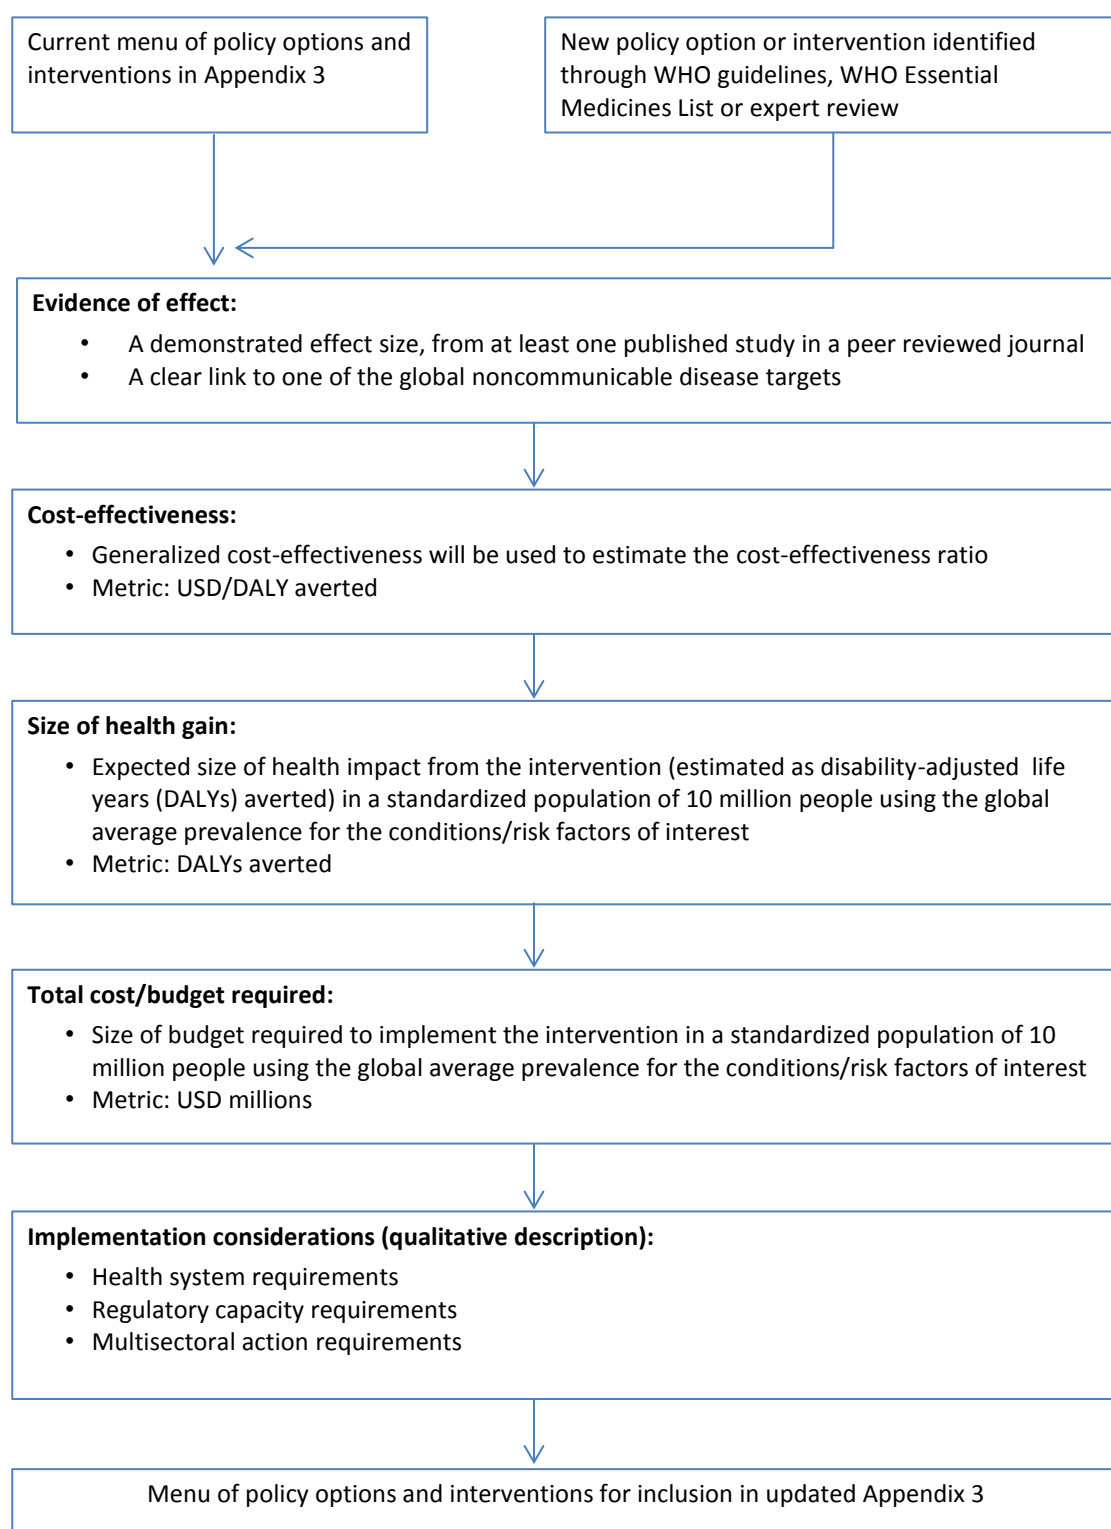 Current menu of policy options and
interventions in Appendix 3
New policy option or intervention identified
through WHO guidelines, WHO Essential
Medicines List or expert review
Evidence of effect:
• A demonstrated effect size, from at least one published study in a peer reviewed journal
• A clear link to one of the global noncommunicable disease targets
Cost-effectiveness:
• Generalized cost-effectiveness will be used to estimate the cost-effectiveness ratio
• Metric: USD/DALY averted
Size of health gain:
• Expected size of health impact from the intervention (estimated as disability-adjusted life
years (DALYs) averted) in a standardized population of 10 million people using the global
average prevalence for the conditions/risk factors of interest
• Metric: DALYs averted
Total cost/budget required:
• Size of budget required to implement the intervention in a standardized population of 10
million people using the global average prevalence for the conditions/risk factors of interest
• Metric: USD millions
Implementation considerations (qualitative description):
• Health system requirements
• Regulatory capacity requirements
• Multisectoral action requirements
Menu of policy options and interventions for inclusion in updated Appendix 3